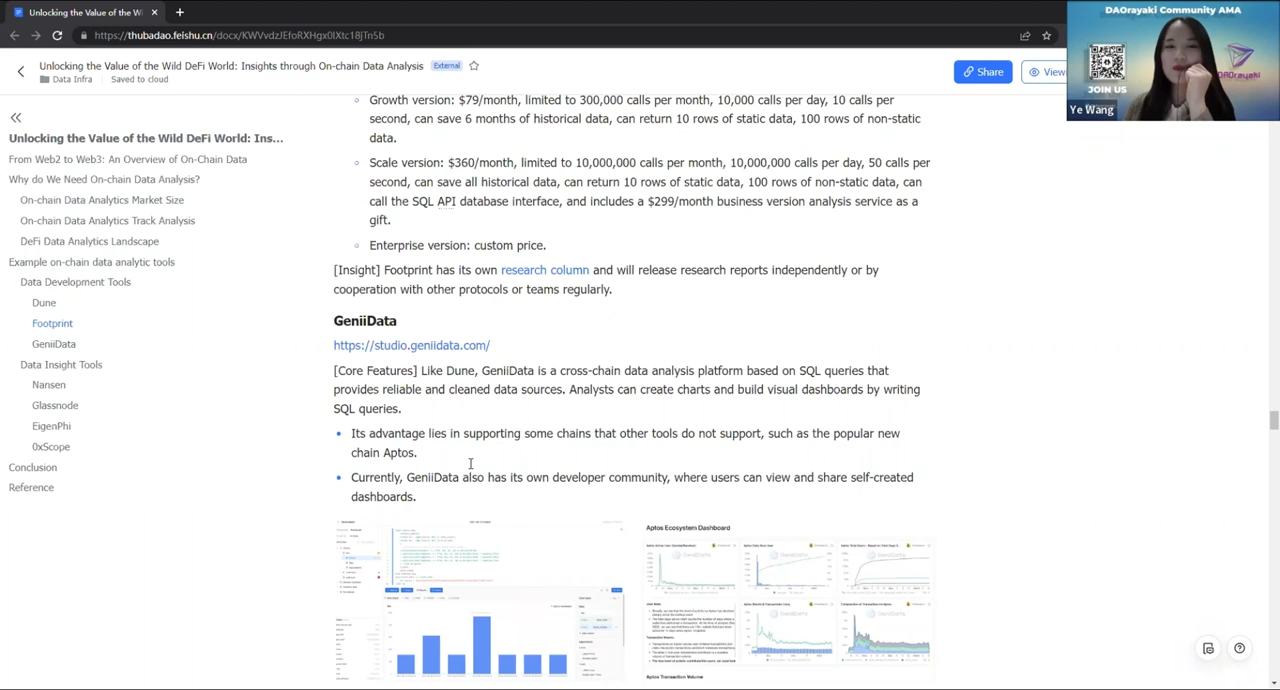 Unlocking the Value of the Wi
https://thubadao.feishu.cn/docx/KWVvdzJEfoRXHgx0lXtc18jTn5b
DAOrayaki Community AMA
JOIN US
DAOrayaki
Ye Wang
Unlocking the Value of the Wild DeFi World: Insights through On-chain Data Analysis
External
Data Infra
Saved to cloud
Share
View
Unlocking the Value of the Wild DeFi World: Ins...
From Web2 to Web3: An Overview of On-Chain Data
Why do We Need On-chain Data Analysis?
On-chain Data Analytics Market Size
On-chain Data Analytics Track Analysis
DeFi Data Analytics Landscape
Example on-chain data analytic tools
Data Development Tools
Dune
Footprint
GeniiData
Data Insight Tools
Nansen
Glassnode
EigenPhi
0xScope
Conclusion
Reference
Growth version: $79/month, limited to 300,000 calls per month, 10,000 calls per day, 10 calls per
second, can save 6 months of historical data, can return 10 rows of static data, 100 rows of non-static
data.
Scale version: $360/month, limited to 10,000,000 calls per month, 10,000,000 calls per day, 50 calls per
second, can save all historical data, can return 10 rows of static data, 100 rows of non-static data, can
call the SQL API database interface, and includes a $299/month business version analysis service as a
gift.
Enterprise version: custom price.
[Insight] Footprint has its own research column and will release research reports independently or by
cooperation with other protocols or teams regularly.
GeniiData
https://studio.geniidata.com/
[Core Features] Like Dune, GeniiData is a cross-chain data analysis platform based on SQL queries that
provides reliable and cleaned data sources. Analysts can create charts and build visual dashboards by writing
SQL queries.
Its advantage lies in supporting some chains that other tools do not support, such as the popular new
chain Aptos.
Currently, GeniiData also has its own developer community, where users can view and share self-created
dashboards.
Aptos Ecosystem Dashboard
Aptos Transaction Volume